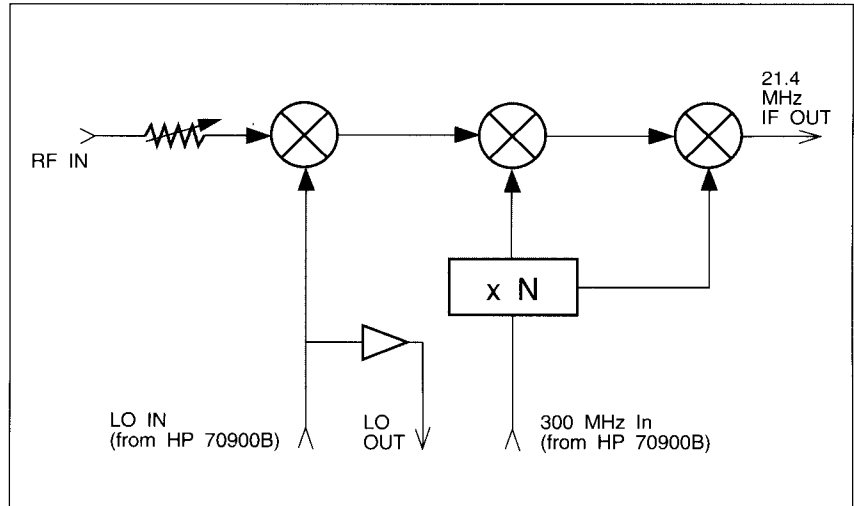 21.4
MHz
IF OUT
RF IN
x N
LO IN
(from HP 70900B)
LO
OUT
300 MHz In
(from HP 70900B)